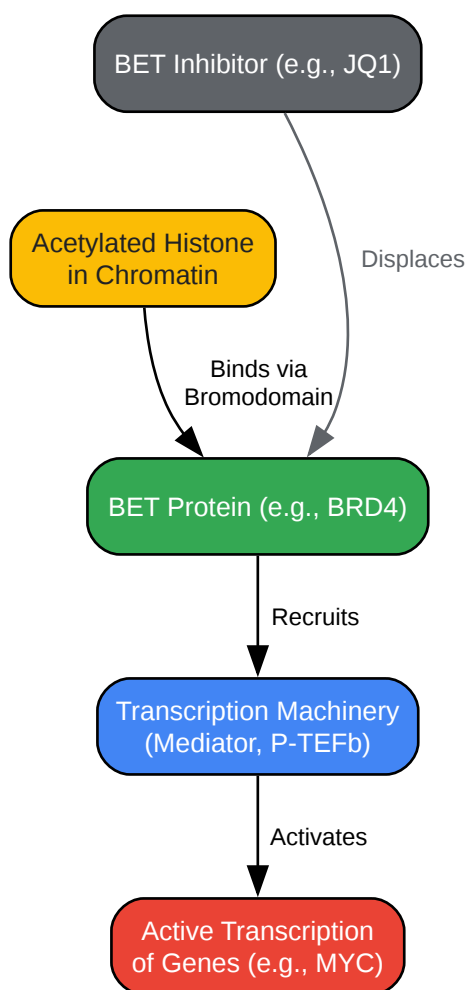 BET Inhibitor (e.g., JQ1)
Acetylated Histone
in Chromatin
Displaces
Binds via
Bromodomain
BET Protein (e.g., BRD4)
Recruits
Transcription Machinery
(Mediator, P-TEFb)
Activates
Active Transcription
of Genes (e.g., MYC)